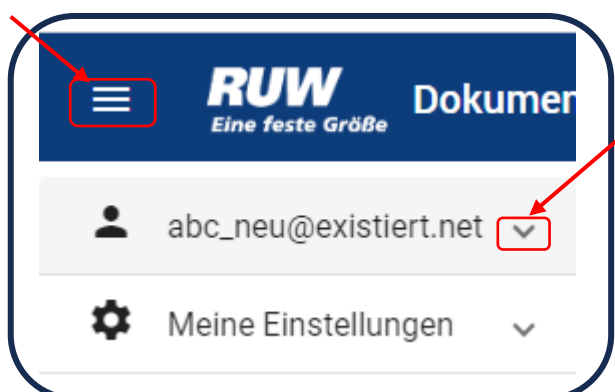 RUW
Eine feste Größe
Dokumen
abc_neu@existiert.net
Meine Einstellungen